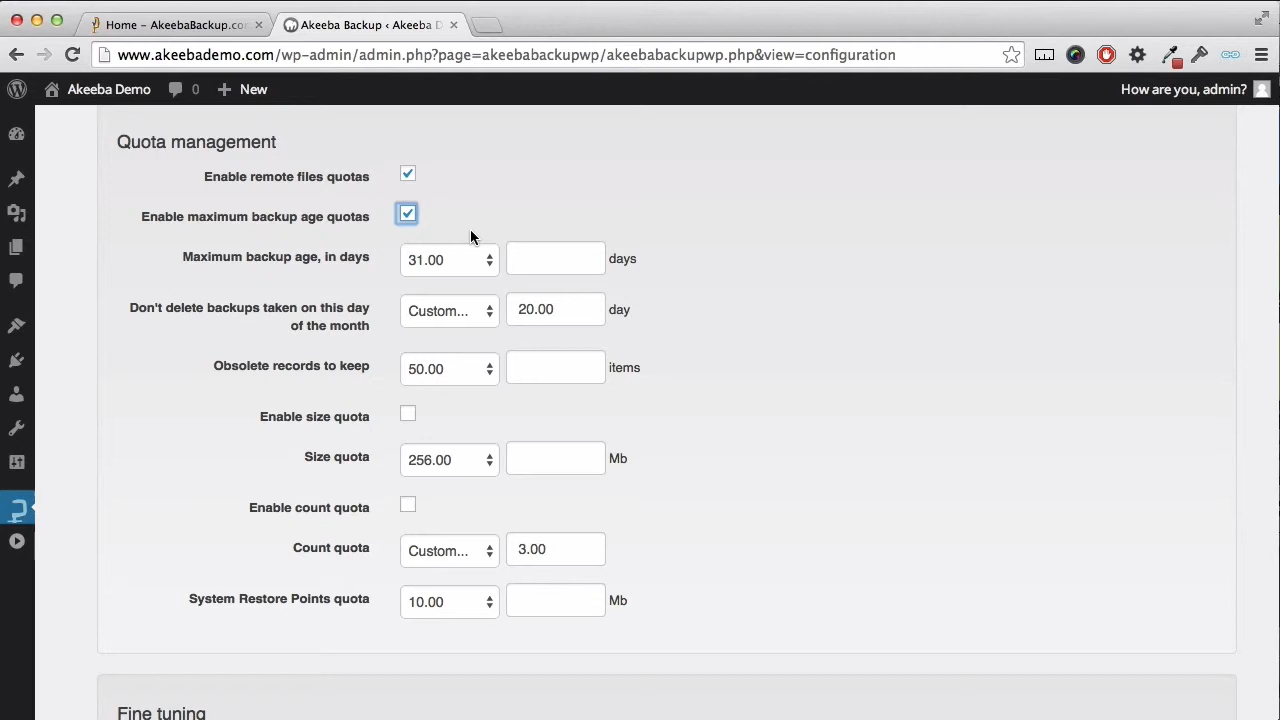 Home – AkeebaBackup.co
Akeeba Backup ‹ Akeeba D
www.akeebademo.com/wp-admin/admin.php?page=akeebabackupwp/akeebabackupwp.php&view=configuration
Akeeba Demo 0 New How are you, admin?
Quota management
Enable remote files quotas
Enable maximum backup age quotas
Maximum backup age, in days 31.00 days
Don't delete backups taken on this day
of the month Custom... 20.00 day
Obsolete records to keep 50.00 items
Enable size quota
Size quota 256.00 Mb
Enable count quota
Count quota Custom... 3.00
System Restore Points quota 10.00 Mb
Fine tuning